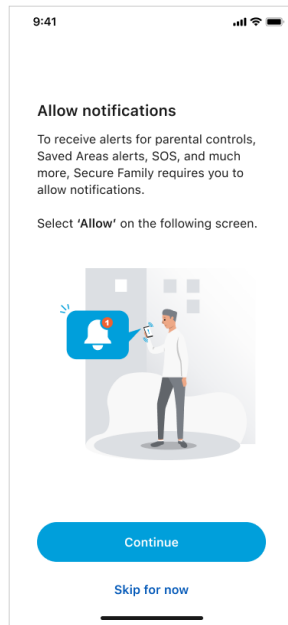 9:41
Allow notifications
To receive alerts for parental controls,
Saved Areas alerts, SOS, and much
more, Secure Family requires you to
allow notifications.
Select ‘Allow’ on the following screen.
1
Continue
Skip for now